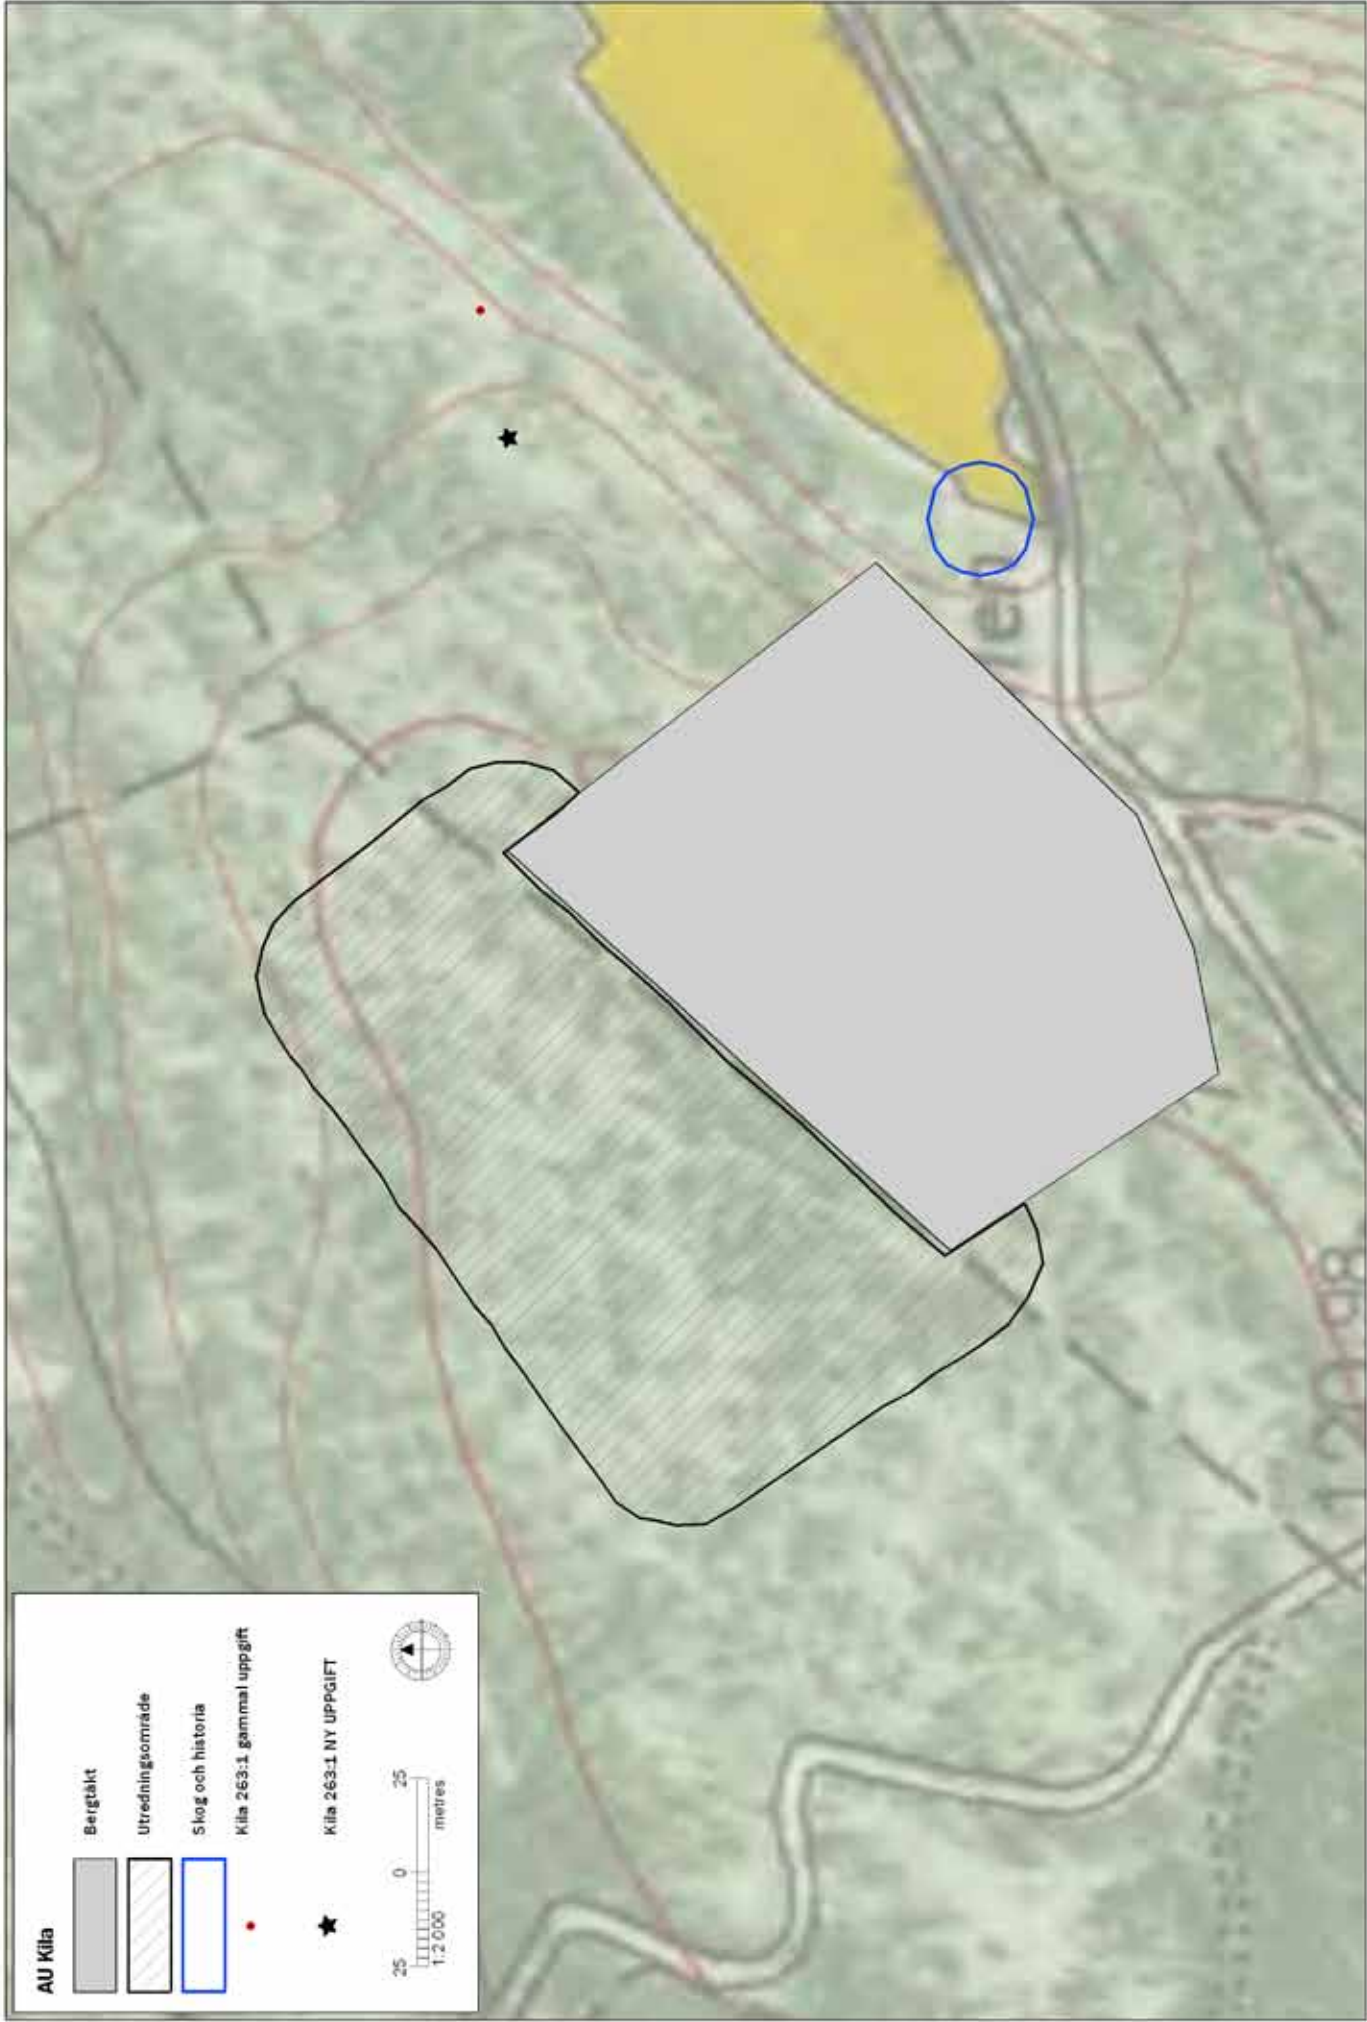 AU Kila
Bergtäkt
Utredningsområde
Skog och historia
Kila 263:1 gammal uppgift
Kila 263:1 NY UPPGIFT
25 0 25
1:2 000 metres